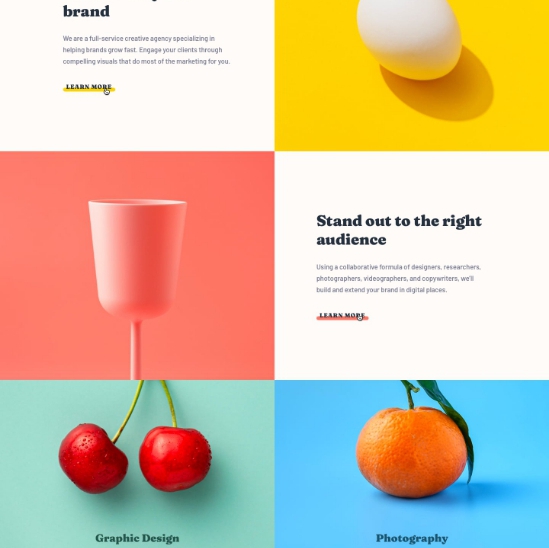 brand
We are a full-service creative agency specializing in
helping brands grow fast. Engage your clients through
compelling visuals that do most of the marketing for you.
LEARN MORE
Stand out to the right
audience
Using a collaborative formula of designers, researchers,
photographers, videographers, and copywriters, we'll
build and extend your brand in digital places.
LEARN MORE
Graphic Design
Photography